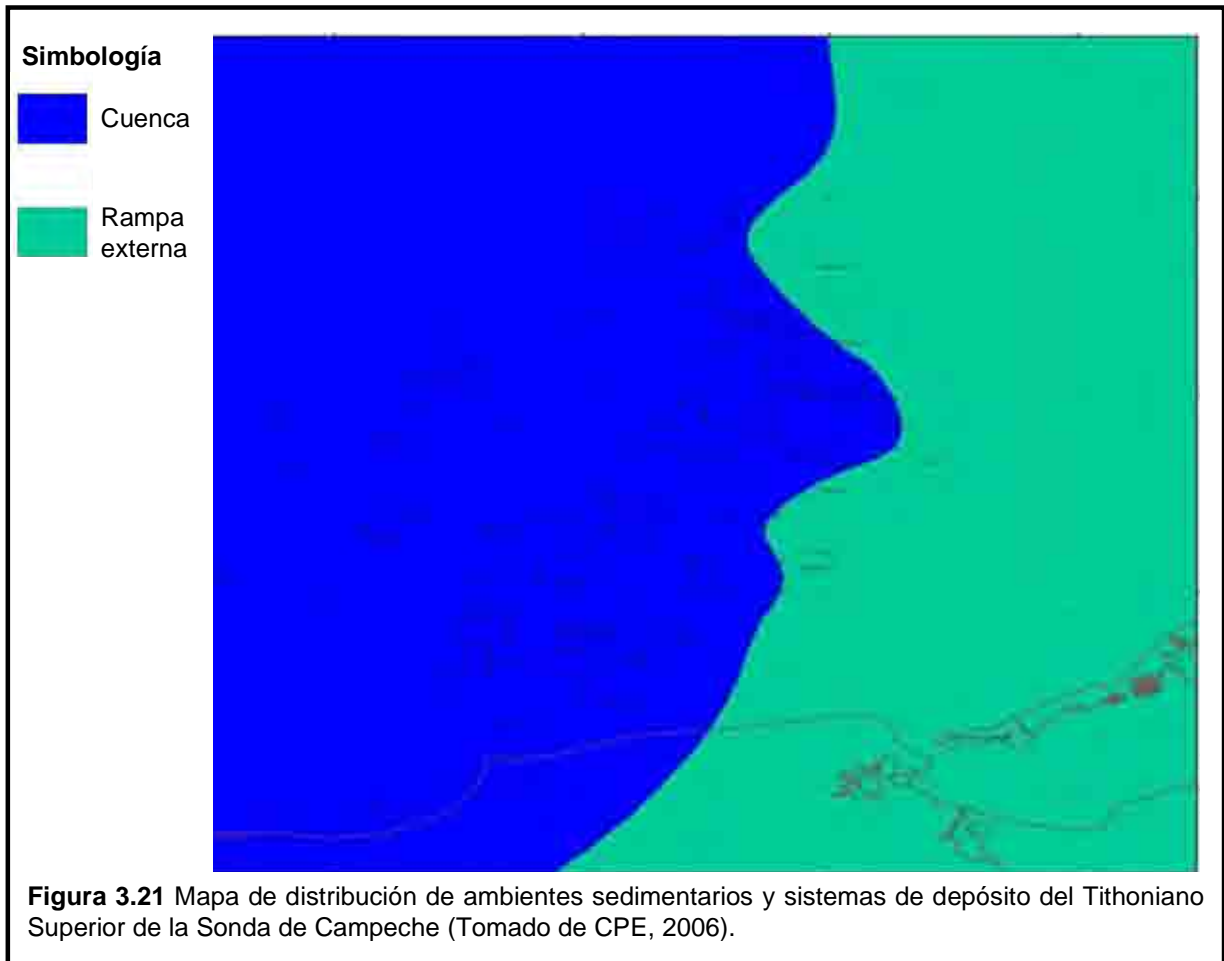 Simbología
Cuenca
Rampa
externa
Figura 3.21 Mapa de distribución de ambientes sedimentarios y sistemas de depósito del Tithoniano
Superior de la Sonda de Campeche (Tomado de CPE, 2006).